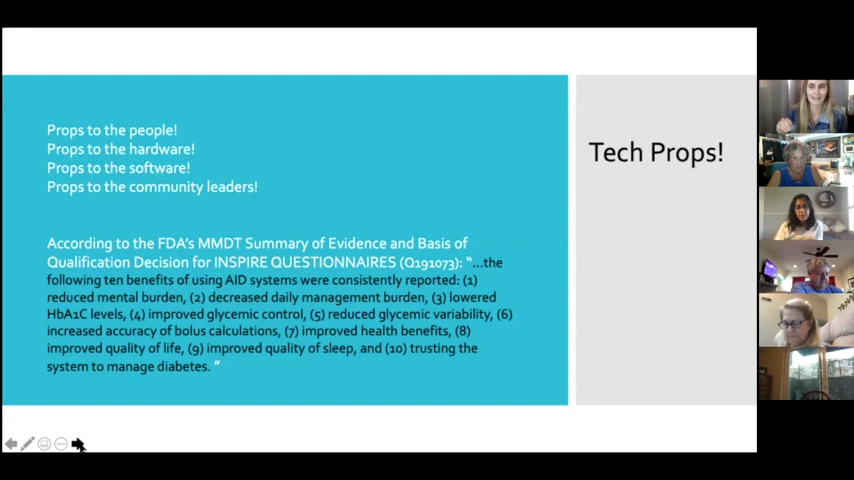 Props to the people!
Props to the hardware!
Props to the software!
Props to the community leaders!
According to the FDA's MMDT Summary of Evidence and Basis of
Qualification Decision for INSPIRE QUESTIONNAIRES (Q191073): “…the
following ten benefits of using AID systems were consistently reported: (1)
reduced mental burden, (2) decreased daily management burden, (3) lowered
HbA1C levels, (4) improved glycemic control, (5) reduced glycemic variability, (6)
increased accuracy of bolus calculations, (7) improved health benefits, (8)
improved quality of life, (9) improved quality of sleep, and (10) trusting the
system to manage diabetes. ”
Tech Props!